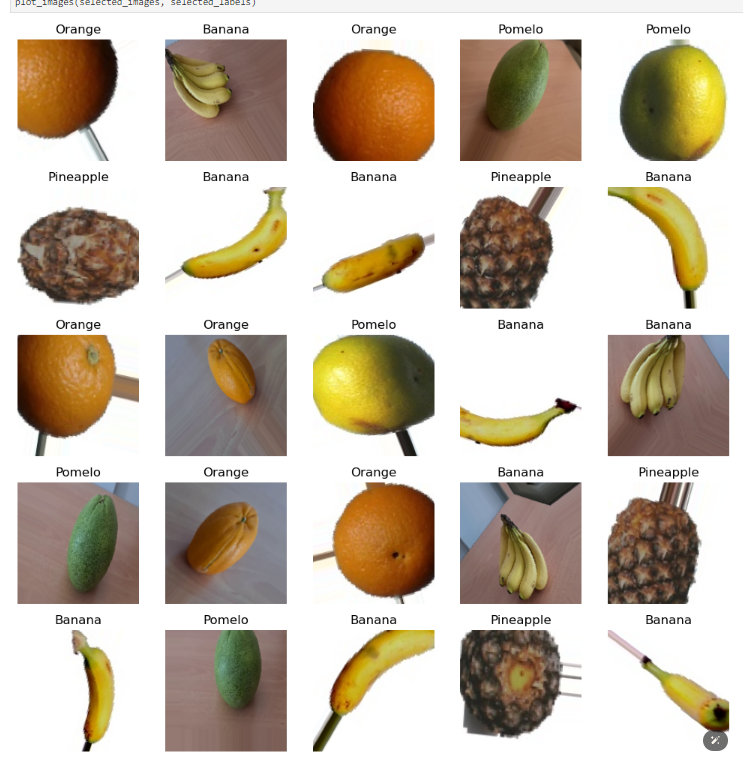 plot_images(selected_images, selected_labels)
Orange Banana Orange Pomelo Pomelo
Pineapple Banana Banana Pineapple Banana
Orange Orange Pomelo Banana Banana
Pomelo Orange Orange Banana Pineapple
Banana Pomelo Banana Pineapple Banana